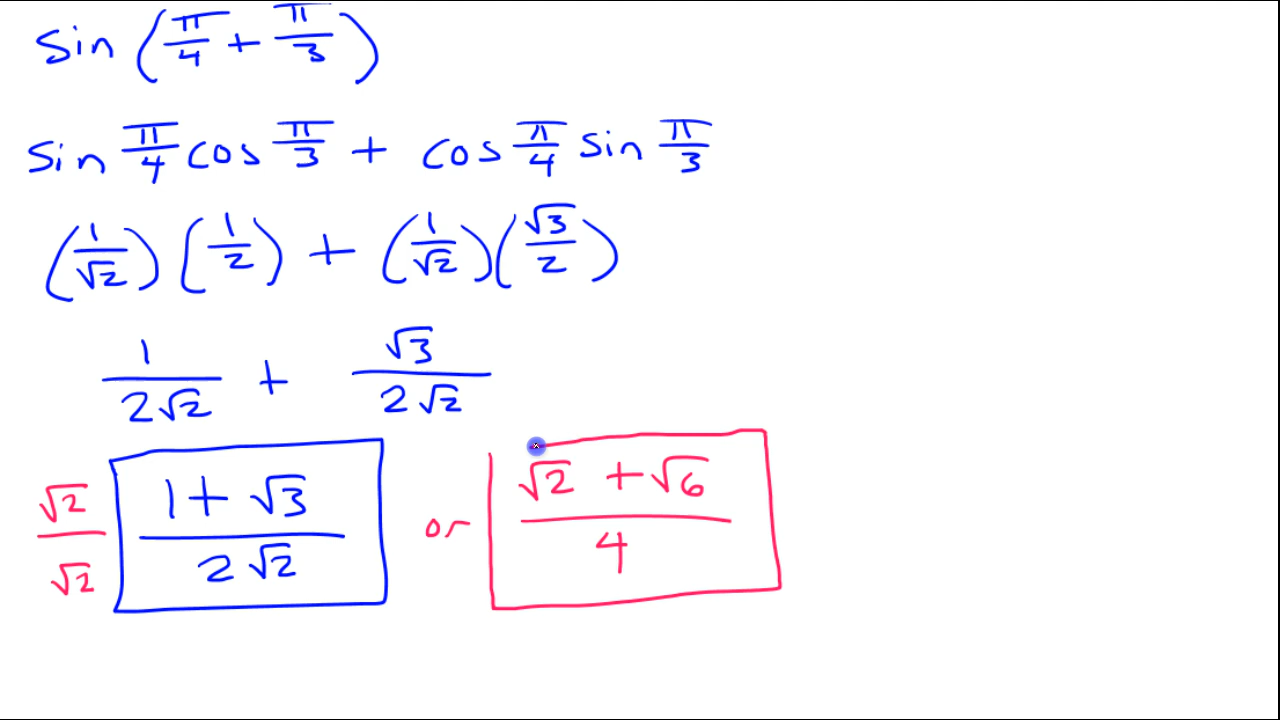 sin (π/4 + π/3)
sin π/4 cos π/3 + cos π/4 sin π/3
(1/√2) (1/2) + (1/√2)(√3/2)
1/2√2 + √3/2√2
√2/√2 1 + √3/2√2 or √2 + √6/4